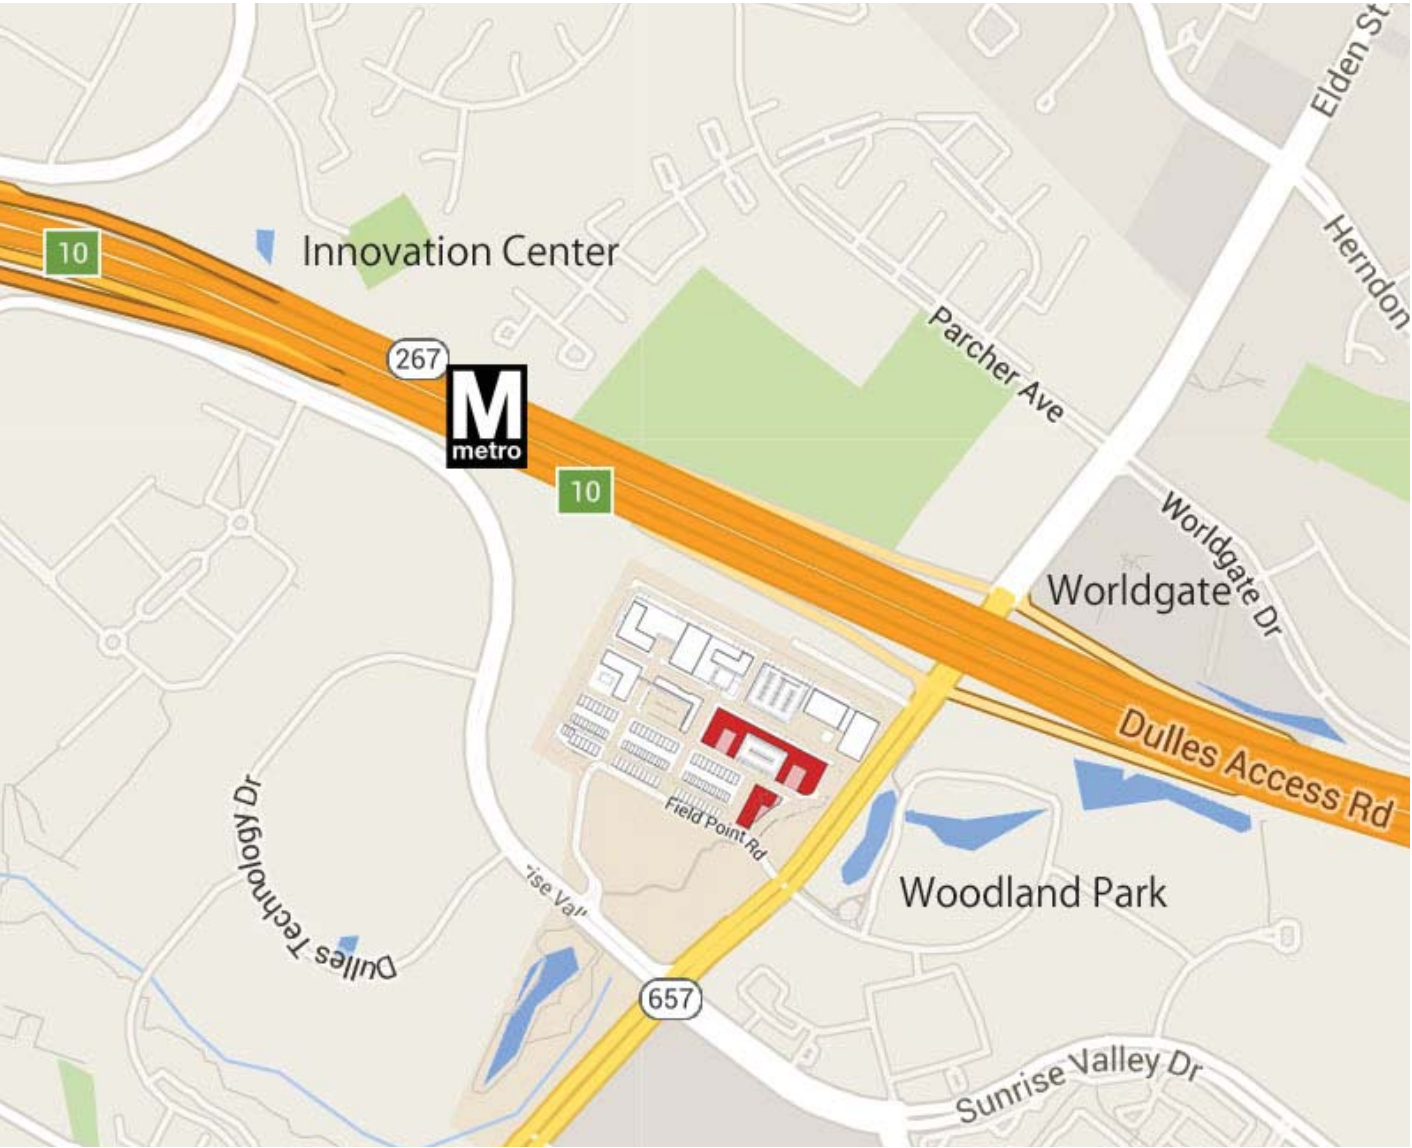 Elden St
Herndon
10
Innovation Center
267
M
metro
Parcher Ave
10
Worldgate Dr
Worldgate
Dulles Access Rd
Field Point Rd
Dulles Technology Dr
Woodland Park
657
Sunrise Valley Dr